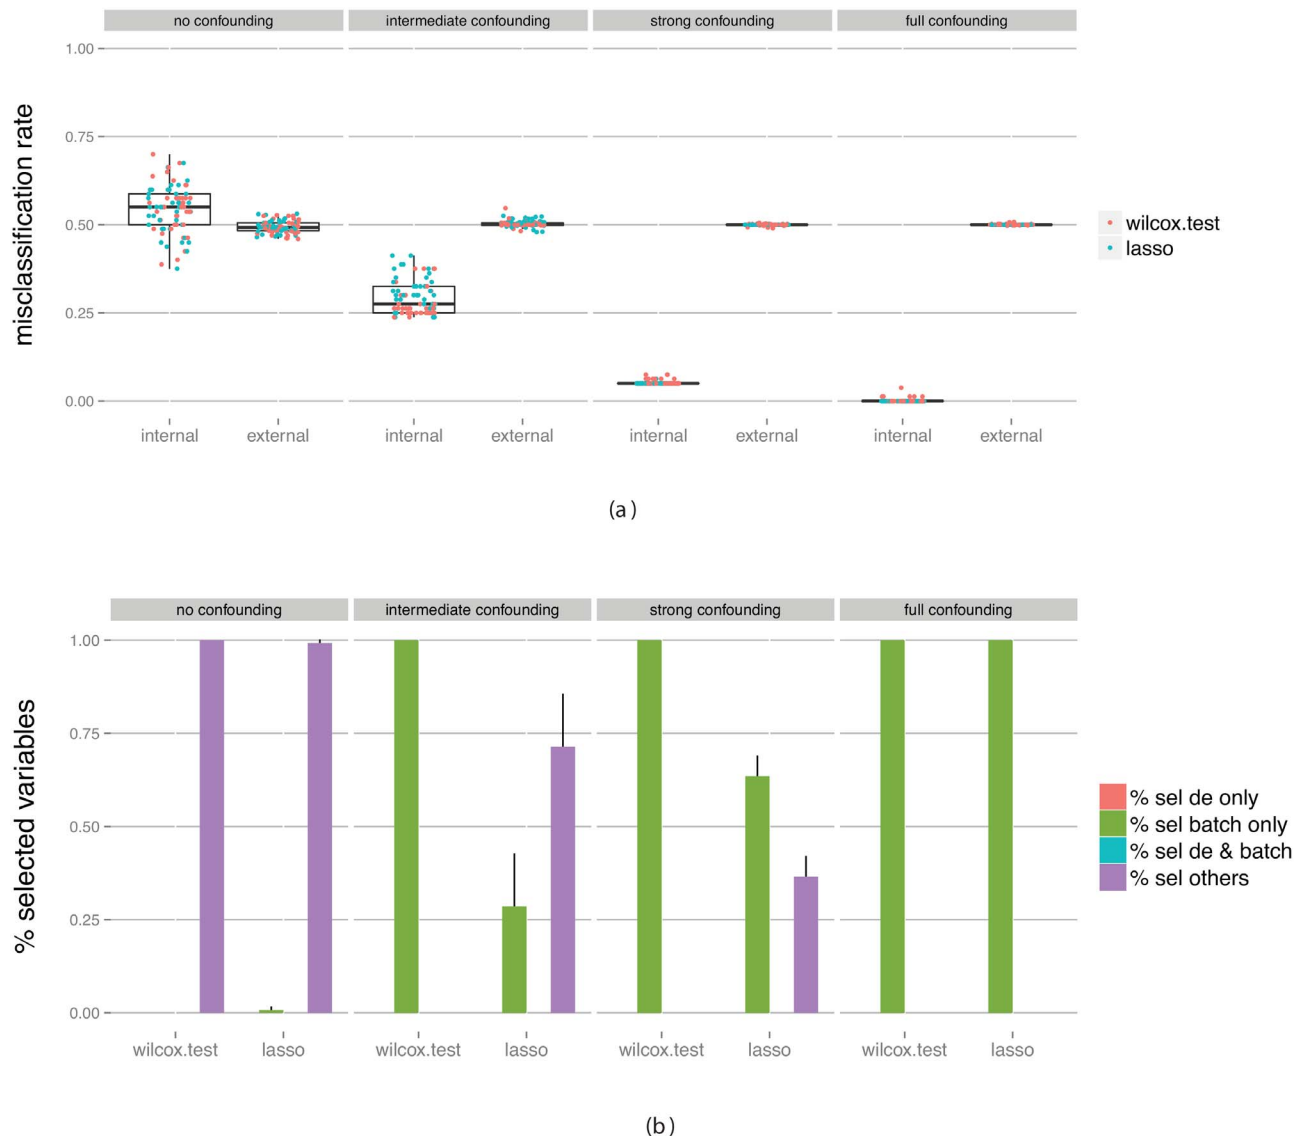 no confounding intermediate confounding strong confounding full confounding
1.00
0.75
0.50
0.25
0.00
misclassification rate
internal external internal external internal external internal external
wilcox.test
lasso
(a)
no confounding intermediate confounding strong confounding full confounding
1.00
0.75
0.50
0.25
0.00
% selected variables
wilcox.test lasso wilcox.test lasso wilcox.test lasso wilcox.test lasso
% sel de only
% sel batch only
% sel de & batch
% sel others
(b)